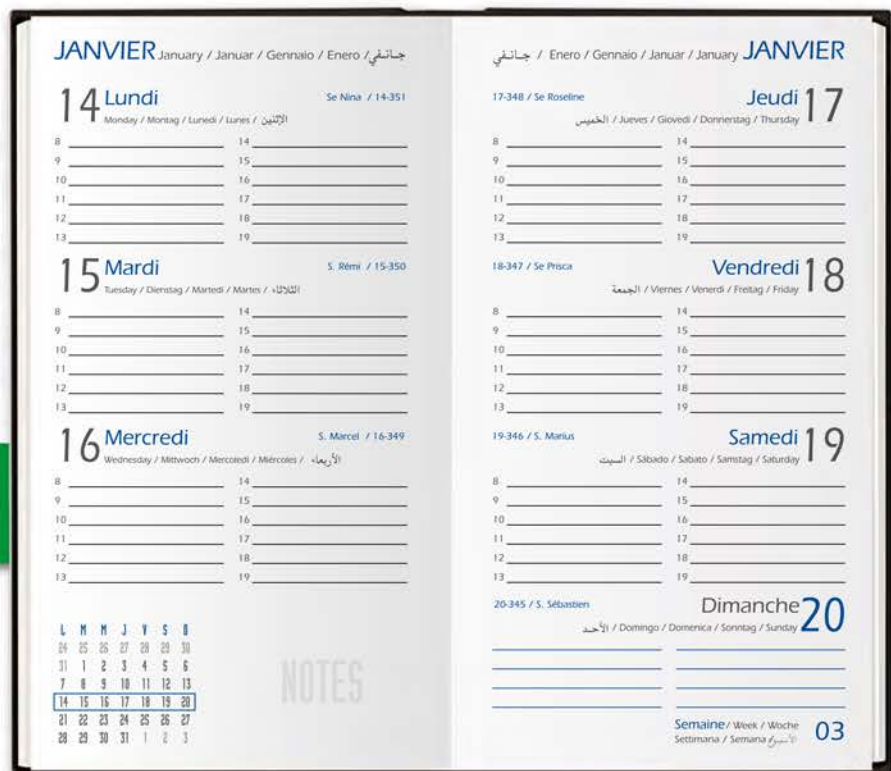 JANVIER January / Januar / Gennaio / Enero / جانفي
14 Lundi Se Nina / 14-351
Monday / Montag / Lunedi / Lunes / الإثنين
8 14
9 15
10 16
11 17
12 18
13 19
15 Mardi S. Rémi / 15-350
Tuesday / Dienstag / Martedi / Martes / الثلاثاء
8 14
9 15
10 16
11 17
12 18
13 19
16 Mercredi S. Marcel / 16-349
Wednesday / Mittwoch / Mercoledi / Miércoles / الأربعاء
8 14
9 15
10 16
11 17
12 18
13 19
L M M J V S D
24 25 26 27 28 29 30
31 1 2 3 4 5 6
7 8 9 10 11 12 13
14 15 16 17 18 19 20
21 22 23 24 25 26 27
28 29 30 31 1 2 3
NOTES
جانفي / Enero / Gennaio / Januar / January JANVIER
17-348 / Se Roseline Jeudi 17
الخميس / Jueves / Giovedi / Donnerstag / Thursday
8 14
9 15
10 16
11 17
12 18
13 19
18-347 / Se Prisca Vendredi 18
الجمعة / Viernes / Venerdi / Freitag / Friday
8 14
9 15
10 16
11 17
12 18
13 19
19-346 / S. Marius Samedi 19
السبت / Sábado / Sabato / Samstag / Saturday
8 14
9 15
10 16
11 17
12 18
13 19
20-345 / S. Sébastien Dimanche 20
الأحد / Domingo / Domenica / Sonntag / Sunday
Semaine / Week / Woche 03
Settimana / Semana الأسبوع